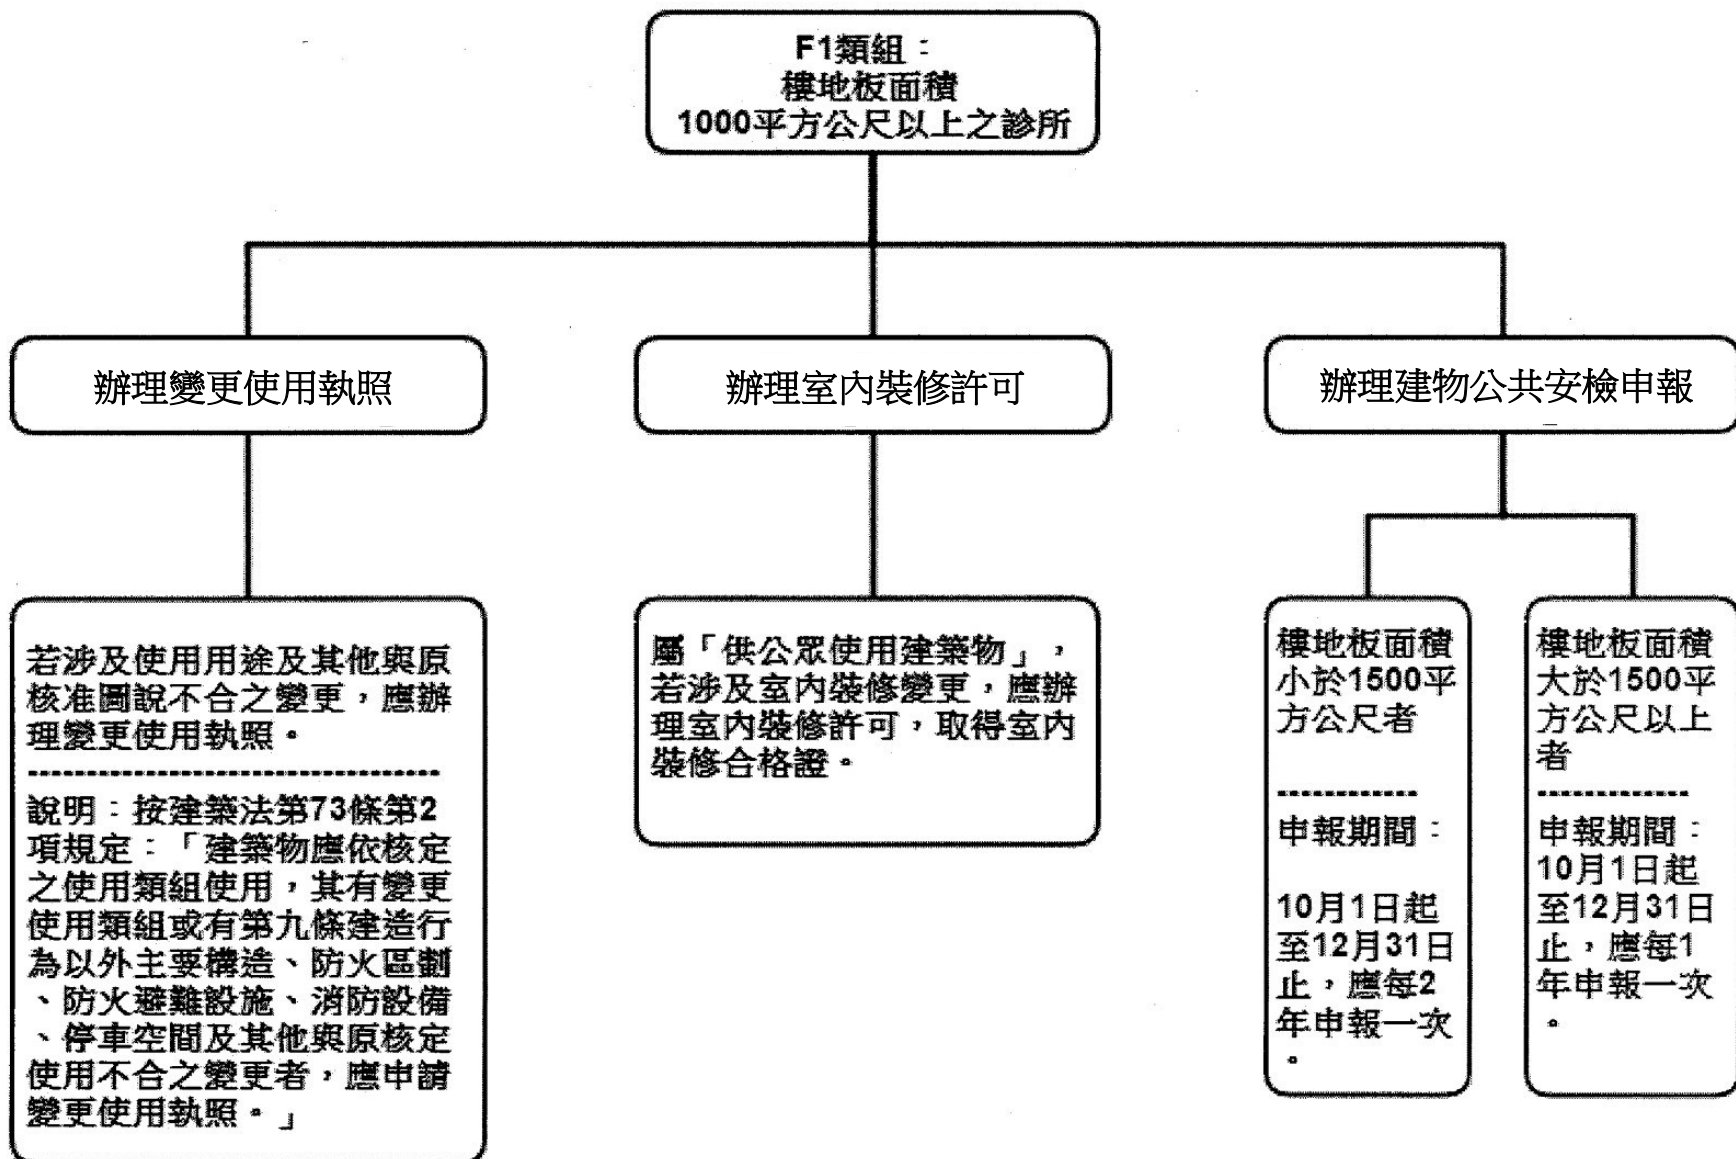 F1類組：
樓地板面積
1000平方公尺以上之診所
辦理變更使用執照
辦理室內裝修許可
辦理建物公共安檢申報
若涉及使用用途及其他與原
核准圖說不合之變更，應辦
理變更使用執照。
-----------------------------------
說明：按建築法第73條第2
項規定：「建築物應依核定
之使用類組使用，其有變更
使用類組或有第九條建造行
為以外主要構造、防火區劃
、防火避難設施、消防設備
、停車空間及其他與原核定
使用不合之變更者，應申請
變更使用執照。」
屬「供公眾使用建築物」，
若涉及室內裝修變更，應辦
理室內裝修許可，取得室內
裝修合格證。
樓地板面積
小於1500平
方公尺者
------------
申報期間：
10月1日起
至12月31日
止，應每2
年申報一次
。
樓地板面積
大於1500平
方公尺以上
者
-------------
申報期間：
10月1日起
至12月31日
止，應每1
年申報一次
。